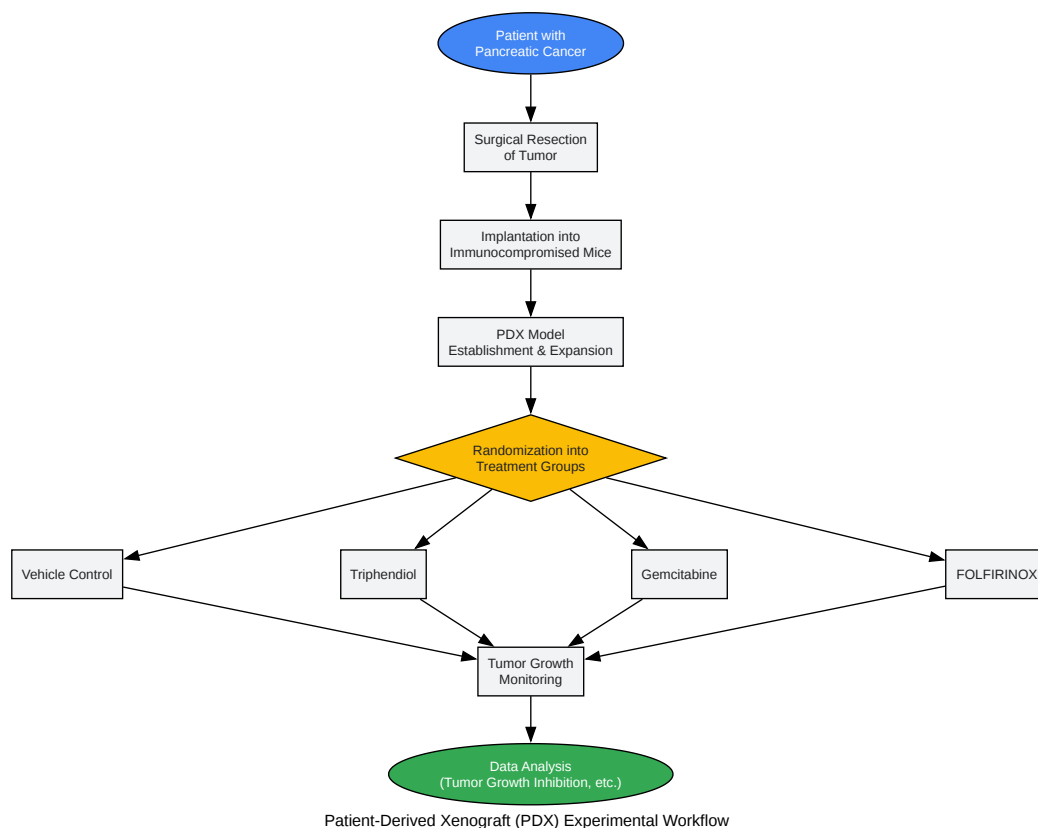 Patient with
Pancreatic Cancer
Surgical Resection
of Tumor
Implantation into
Immunocompromised Mice
PDX Model
Establishment & Expansion
Randomization into
Treatment Groups
Vehicle Control
Triphendiol
Gemcitabine
FOLFIRINOX
Tumor Growth
Monitoring
Data Analysis
(Tumor Growth Inhibition, etc.)
Patient-Derived Xenograft (PDX) Experimental Workflow